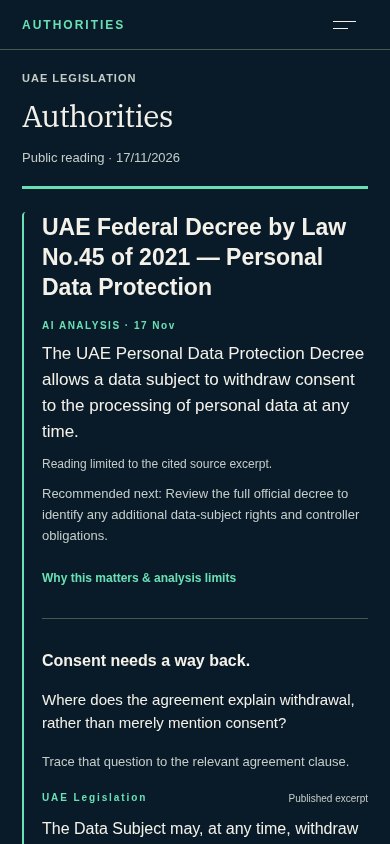 AUTHORITIES
UAE LEGISLATION
Authorities
Public reading · 17/11/2026
UAE Federal Decree by Law
No.45 of 2021 — Personal
Data Protection
AI ANALYSIS · 17 Nov
The UAE Personal Data Protection Decree
allows a data subject to withdraw consent
to the processing of personal data at any
time.
Reading limited to the cited source excerpt.
Recommended next: Review the full official decree to
identify any additional data-subject rights and controller
obligations.
Why this matters & analysis limits
Consent needs a way back.
Where does the agreement explain withdrawal,
rather than merely mention consent?
Trace that question to the relevant agreement clause.
UAE Legislation Published excerpt
The Data Subject may, at any time, withdraw